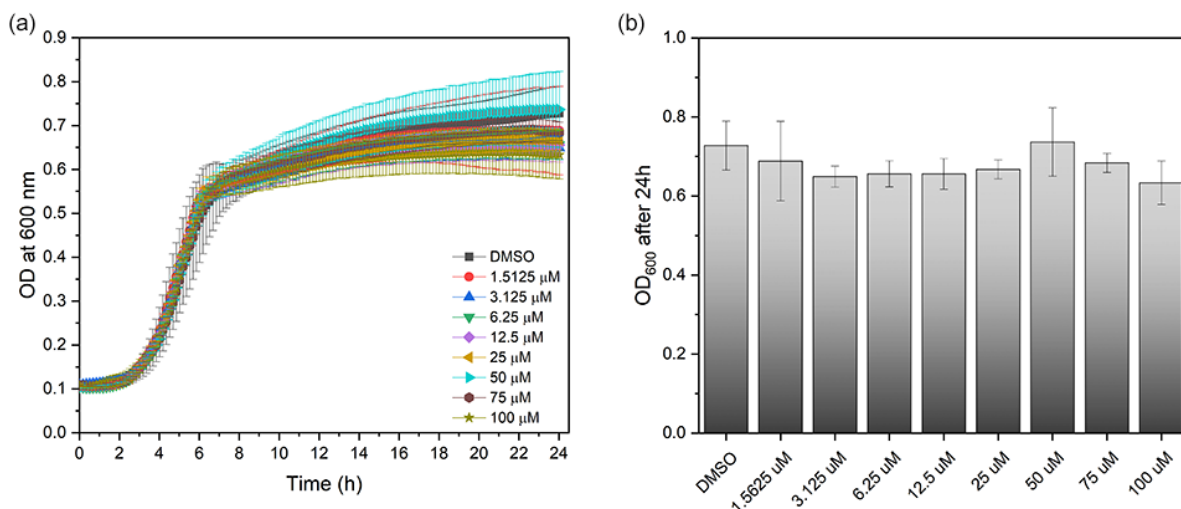 (a)
0.9
0.8
0.7
0.6
0.5
0.4
0.3
0.2
0.1
0.0
OD at 600 nm
DMSO
1.5125 μM
3.125 μM
6.25 μM
12.5 μM
25 μM
50 μM
75 μM
100 μM
0 2 4 6 8 10 12 14 16 18 20 22 24
Time (h)
(b)
1.0
0.8
0.6
0.4
0.2
0.0
OD600 after 24h
DMSO
1.5625 uM
3.125 uM
6.25 uM
12.5 uM
25 uM
50 uM
75 uM
100 uM